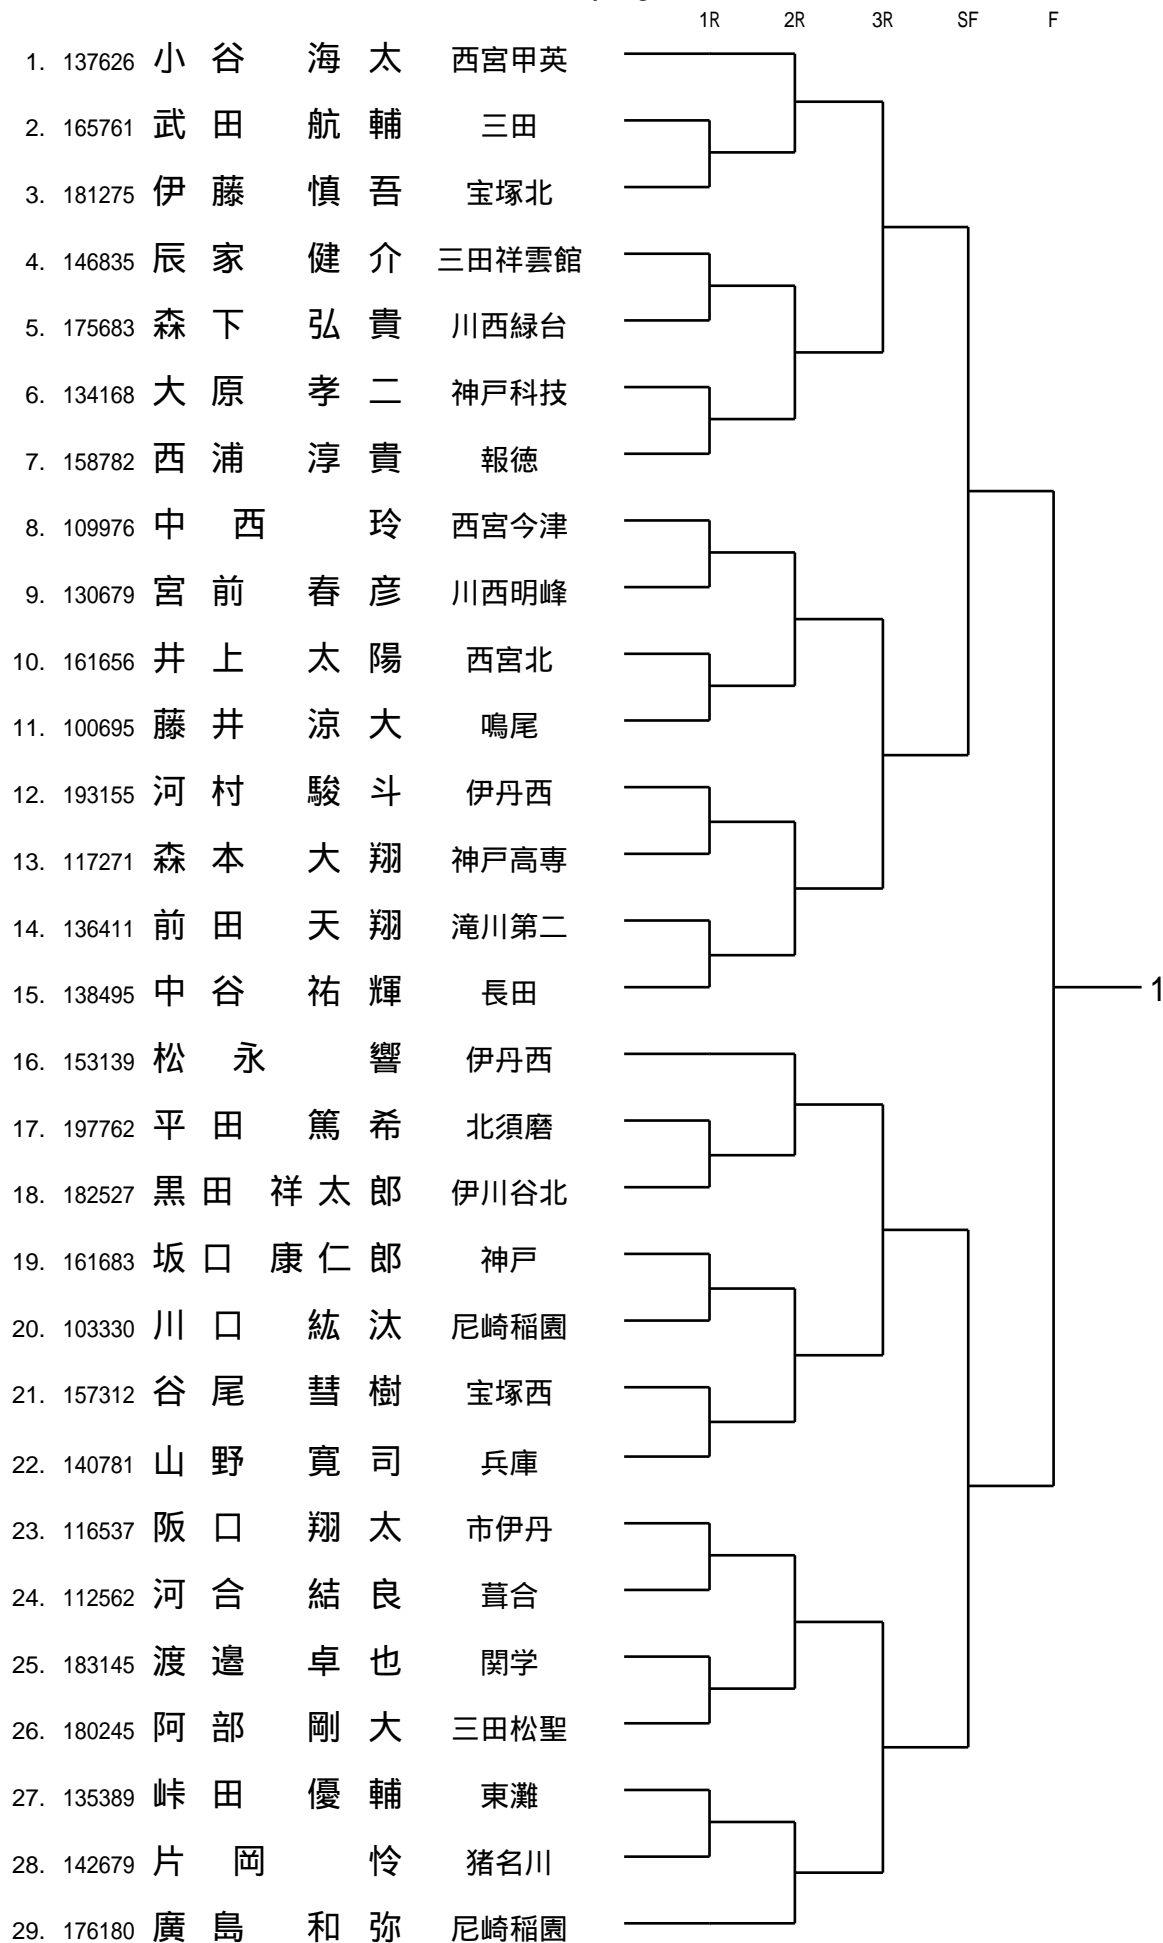 1R 2R 3R SF F
1. 137626 小谷 海太 西宮甲英
2. 165761 武田 航輔 三田
3. 181275 伊藤 慎吾 宝塚北
4. 146835 辰家 健介 三田祥雲館
5. 175683 森下 弘貴 川西緑台
6. 134168 大原 孝二 神戸科技
7. 158782 西浦 淳貴 報徳
8. 109976 中西 玲 西宮今津
9. 130679 宮前 春彦 川西明峰
10. 161656 井上 太陽 西宮北
11. 100695 藤井 涼大 鳴尾
12. 193155 河村 駿斗 伊丹西
13. 117271 森本 大翔 神戸高専
14. 136411 前田 天翔 滝川第二
15. 138495 中谷 祐輝 長田
1
16. 153139 松永 響 伊丹西
17. 197762 平田 篤希 北須磨
18. 182527 黒田 祥太郎 伊川谷北
19. 161683 坂口 康仁郎 神戸
20. 103330 川口 紘汰 尼崎稲園
21. 157312 谷尾 彗樹 宝塚西
22. 140781 山野 寛司 兵庫
23. 116537 阪口 翔太 市伊丹
24. 112562 河合 結良 葺合
25. 183145 渡邉 卓也 関学
26. 180245 阿部 剛大 三田松聖
27. 135389 峠田 優輔 東灘
28. 142679 片岡 怜 猪名川
29. 176180 廣島 和弥 尼崎稲園